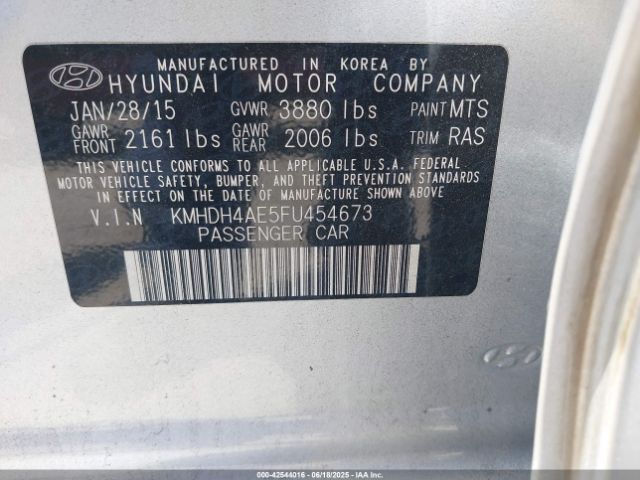 MANUFACTURED IN KOREA BY
HYUNDAI MOTOR COMPANY
JAN/28/15 GVWR 3880 lbs PAINT MTS
GAWR FRONT 2161 lbs GAWR REAR 2006 lbs TRIM RAS
THIS VEHICLE CONFORMS TO ALL APPLICABLE U.S.A. FEDERAL
MOTOR VEHICLE SAFETY, BUMPER, AND THEFT PREVENTION STANDARDS
IN EFFECT ON THE DATE OF MANUFACTURE SHOWN ABOVE.
V.I.N KMHDH4AE5FU454673
PASSENGER CAR
000-42544016 - 06/18/2025 - IAA Inc.